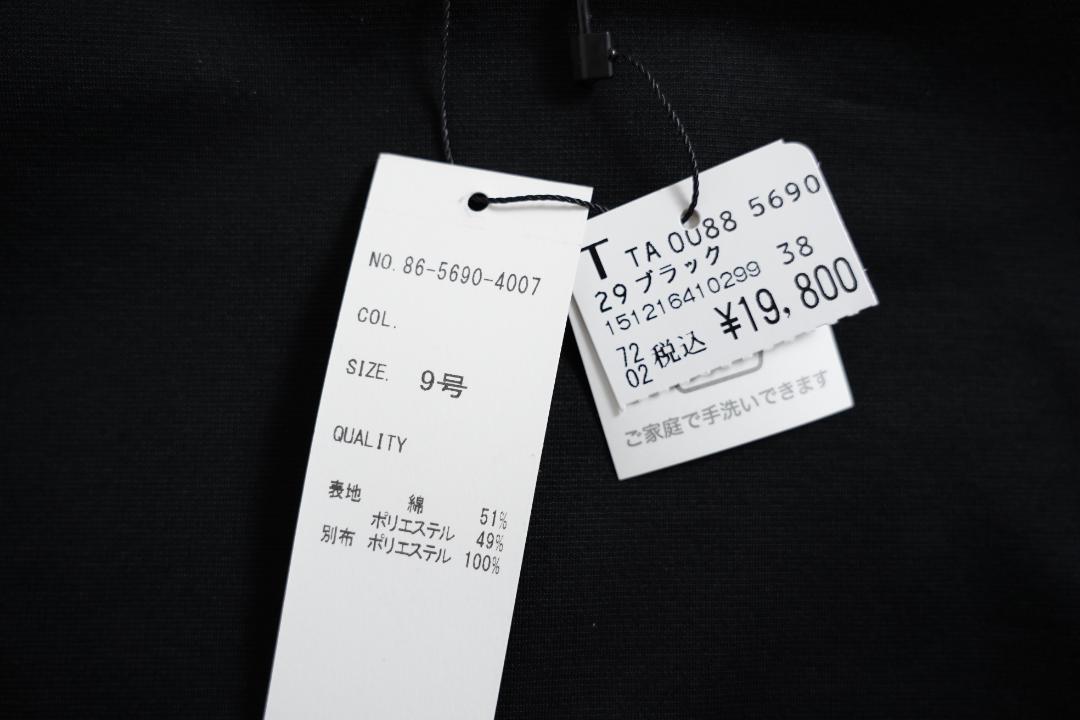 NO. 86-5690-4007
COL.
SIZE. 9号
QUALITY
表地 綿 51%
ポリエステル 49%
別布 ポリエステル 100%
T TA 0088 5690
29 ブラック 38
151216410299
72 税込 ¥19,800
02
ご家庭で手洗いできます